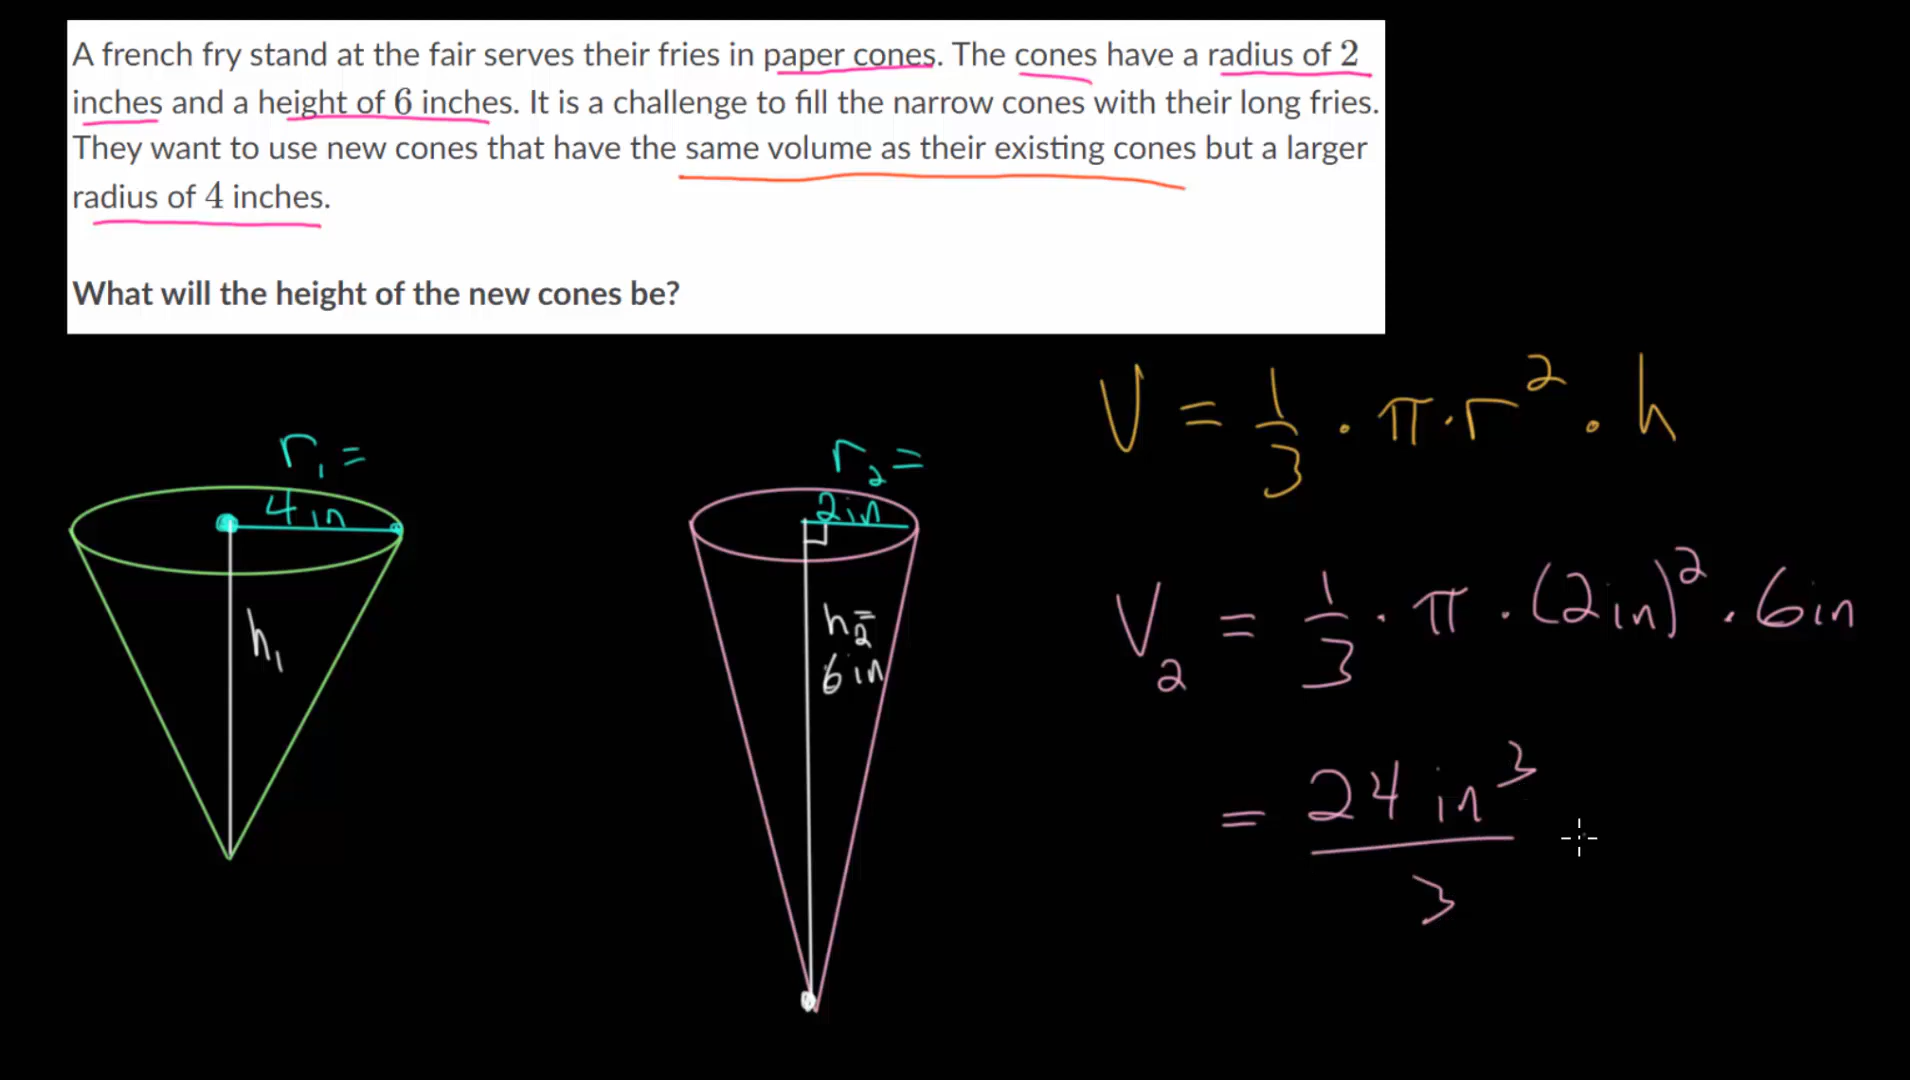 A french fry stand at the fair serves their fries in paper cones. The cones have a radius of 2
inches and a height of 6 inches. It is a challenge to fill the narrow cones with their long fries.
They want to use new cones that have the same volume as their existing cones but a larger
radius of 4 inches.
What will the height of the new cones be?
r₁ =
4 in
h₁
r₂ =
2 in
h₂ =
6 in
V = 1/3 · π · r² · h
V₂ = 1/3 · π · (2in)² · 6in
= 24 in³ / 3